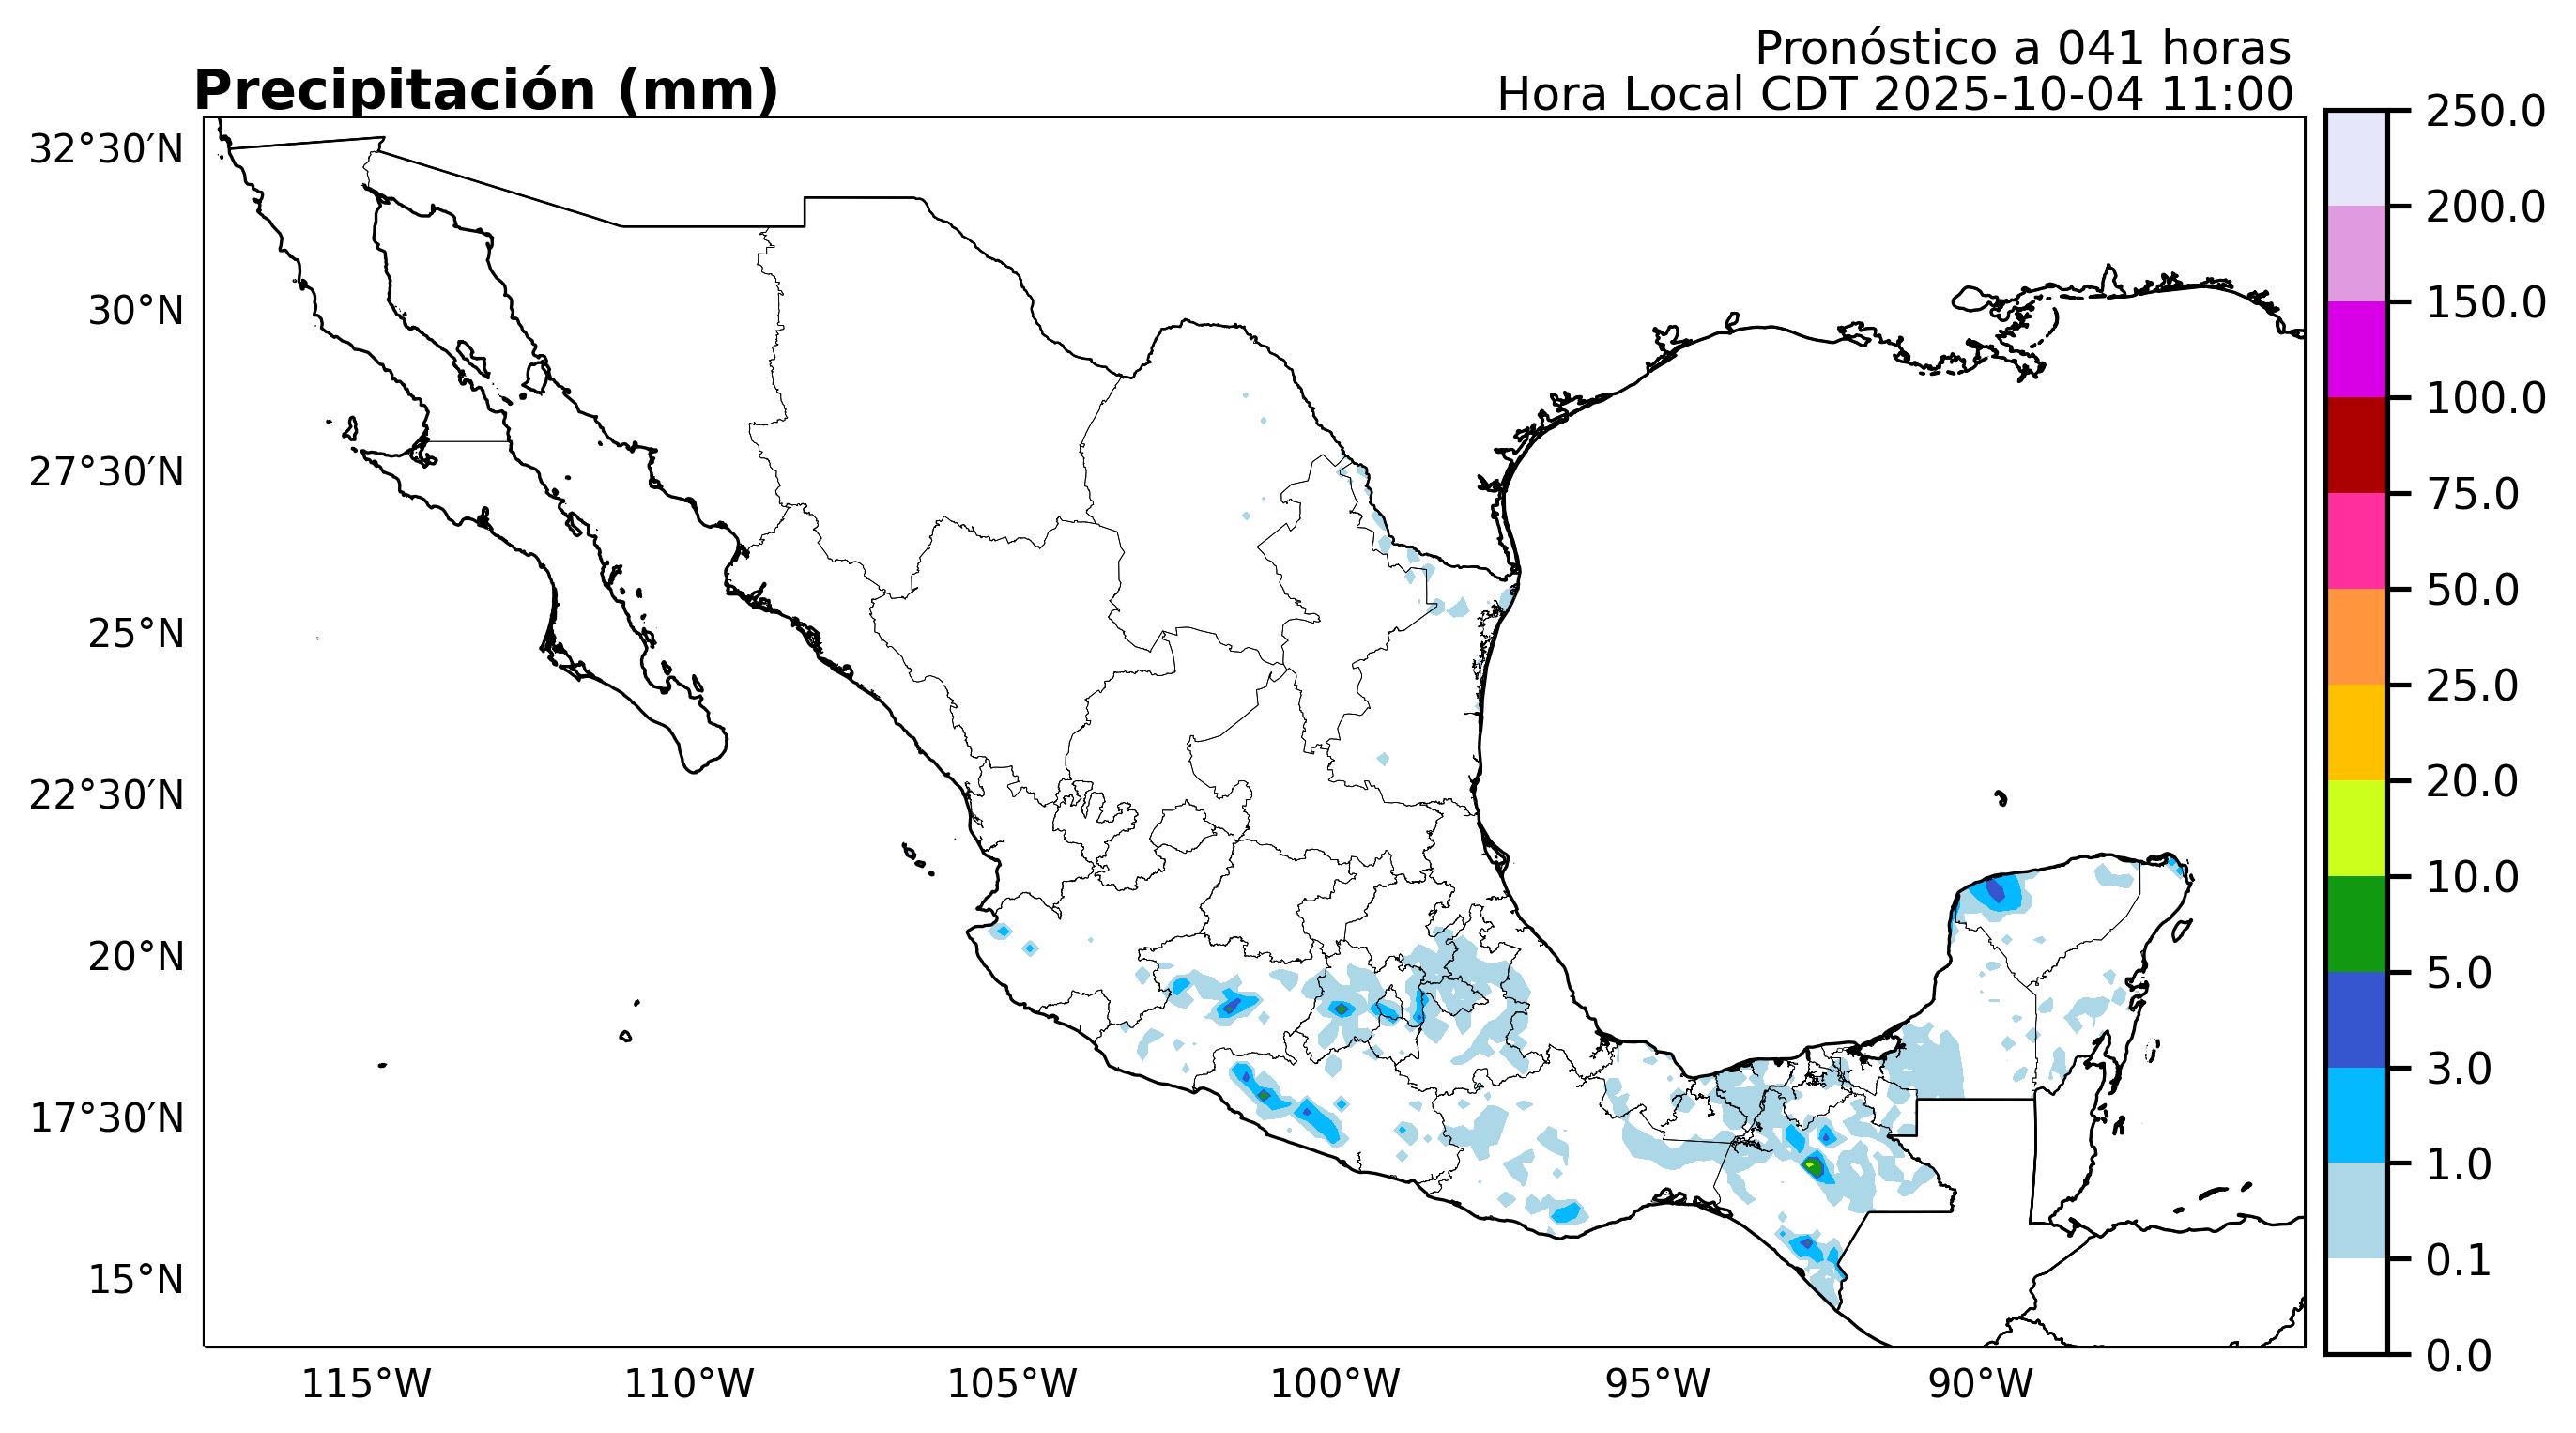 Pronóstico a 041 horas
Precipitación (mm)
Hora Local CDT 2025-10-04 11:00
32°30′N
30°N
27°30′N
25°N
22°30′N
20°N
17°30′N
15°N
115°W
110°W
105°W
100°W
95°W
90°W
250.0
200.0
150.0
100.0
75.0
50.0
25.0
20.0
10.0
5.0
3.0
1.0
0.1
0.0